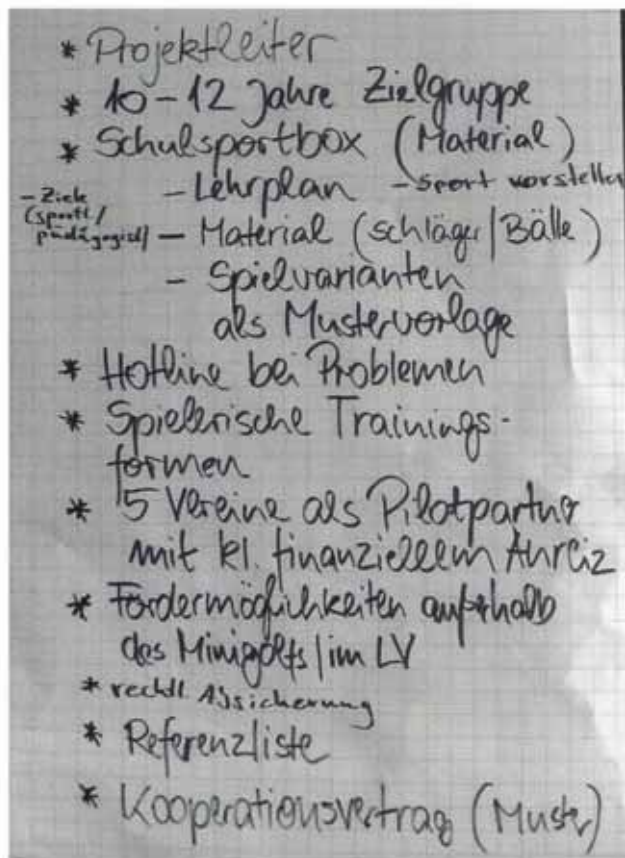 * Projektleiter
* 10-12 Jahre Zielgruppe
* Schulsportbox (Material)
- Lehrplan - Sport vorstellen
- Ziele
(sportl/
pädagogisch)
- Material (Schläger/Bälle)
- Spielvarianten
als Mustervorlage
* Hotline bei Problemen
* Spielerische Trainings-
formen
* 5 Vereine als Pilotpartner
mit kl. finanziellem Anreiz
* Fördermöglichkeiten außerhalb
des Minigolfs/im LV
* rechtl Absicherung
* Referenzliste
* Kooperationsvertrag (Muster)